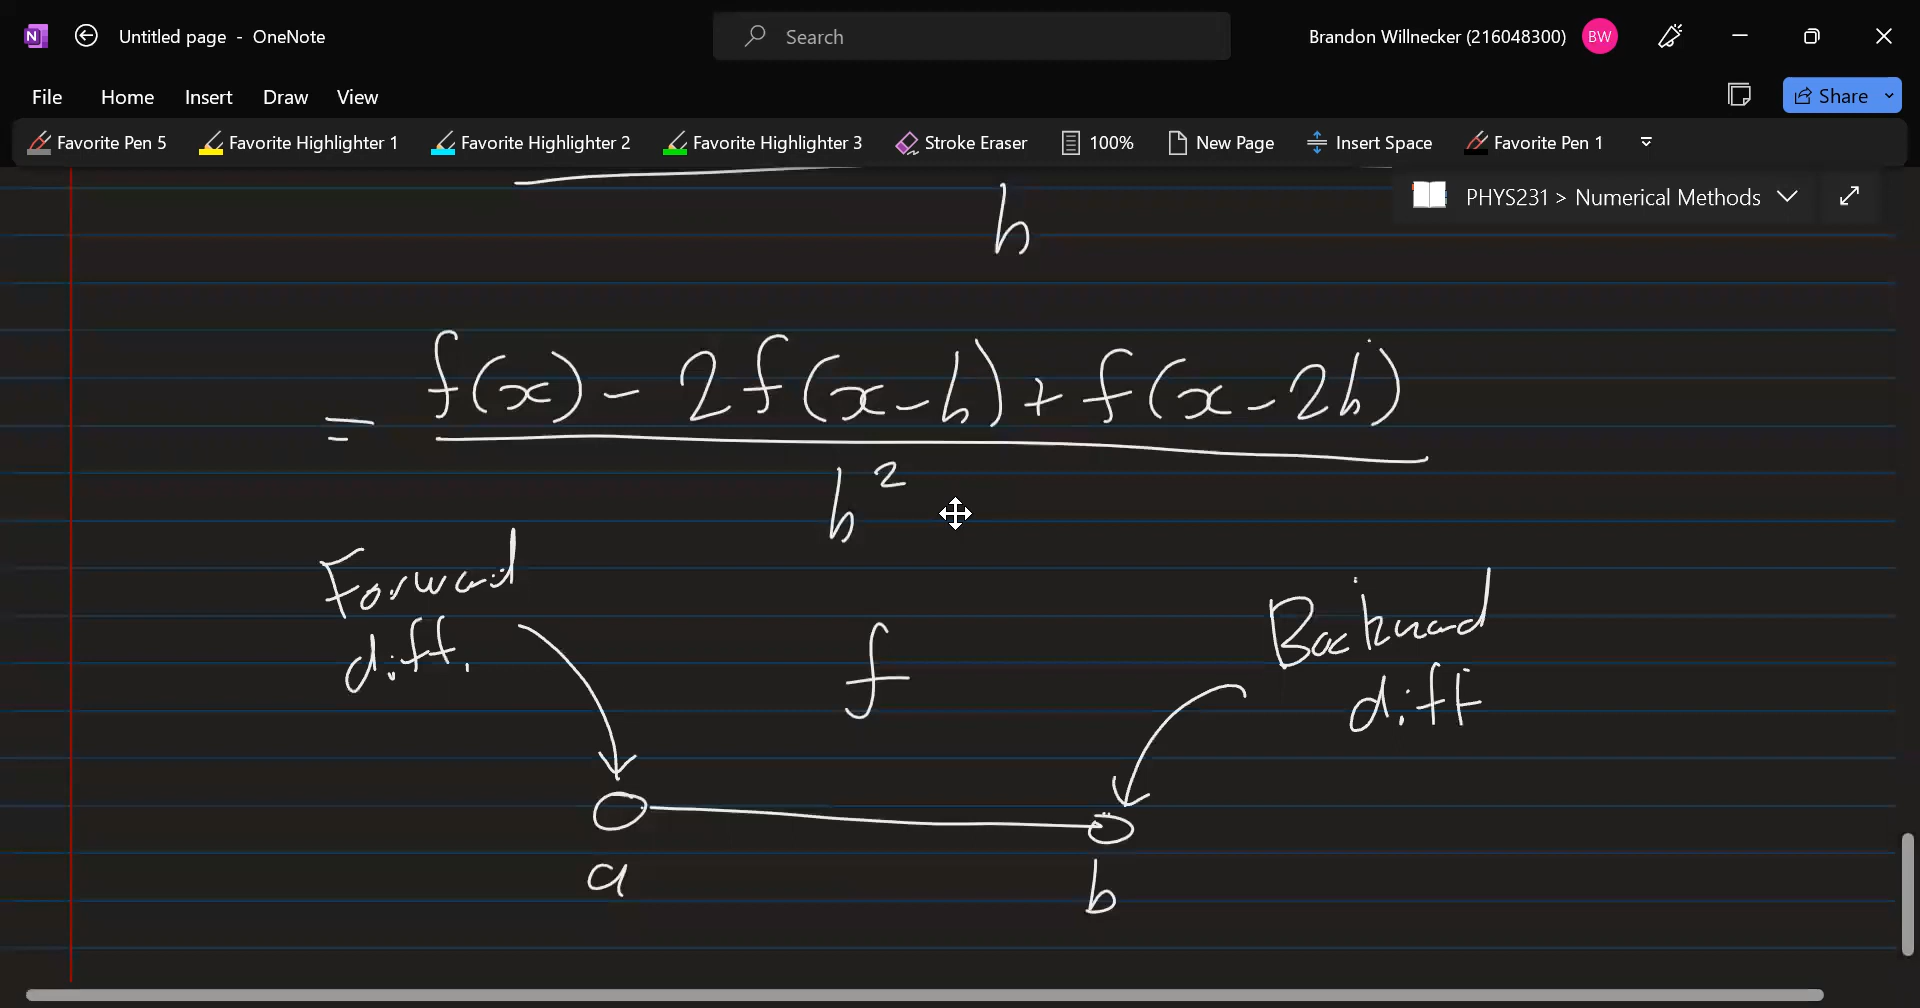 Untitled page - OneNote
Search
Brandon Willnecker (216048300) BW
File Home Insert Draw View
Share
Favorite Pen 5 Favorite Highlighter 1 Favorite Highlighter 2 Favorite Highlighter 3 Stroke Eraser 100% New Page Insert Space Favorite Pen 1
PHYS231 > Numerical Methods
h
= f(x) - 2f(x-h) + f(x-2h)
h²
Forward
diff.
f
Backward
diff
a
b